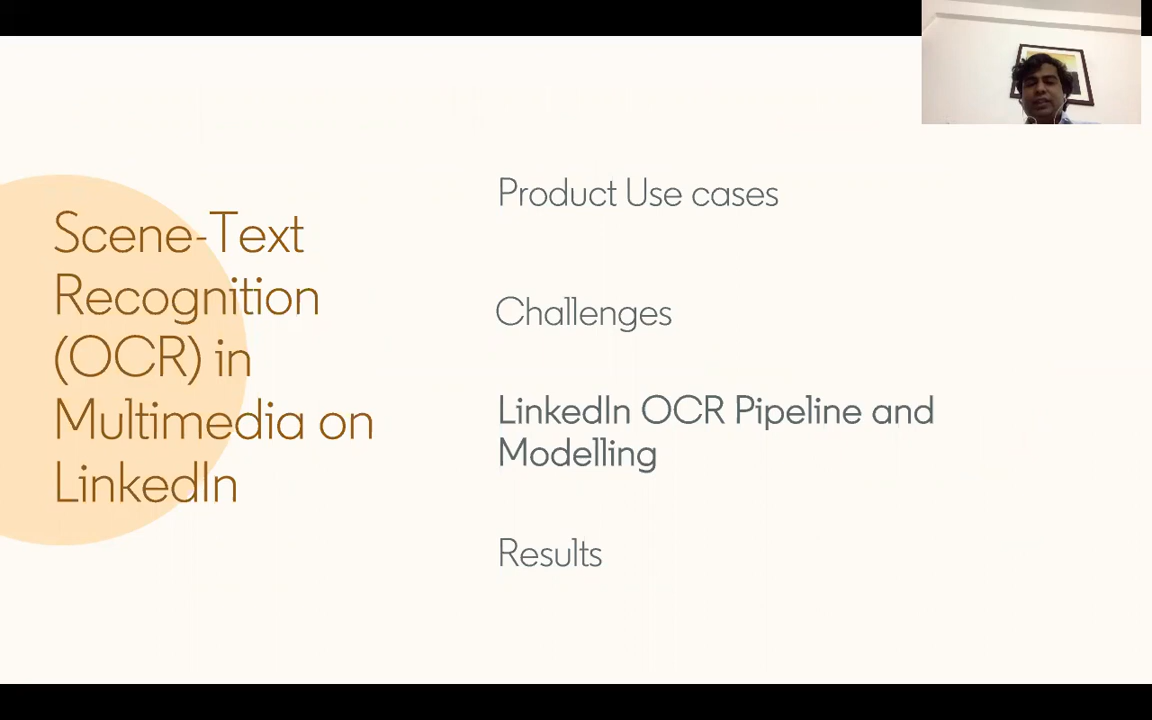 Scene-Text
Recognition
(OCR) in
Multimedia on
LinkedIn
Product Use cases
Challenges
LinkedIn OCR Pipeline and
Modelling
Results